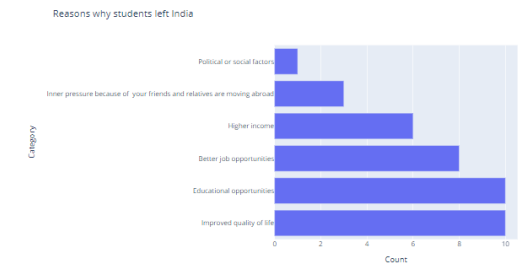 Reasons why students left India
Political or social factors
Inner pressure because of your friends and relatives are moving abroad
Higher income
Better job opportunities
Educational opportunities
Improved quality of life
Category
0 2 4 6 8 10
Count